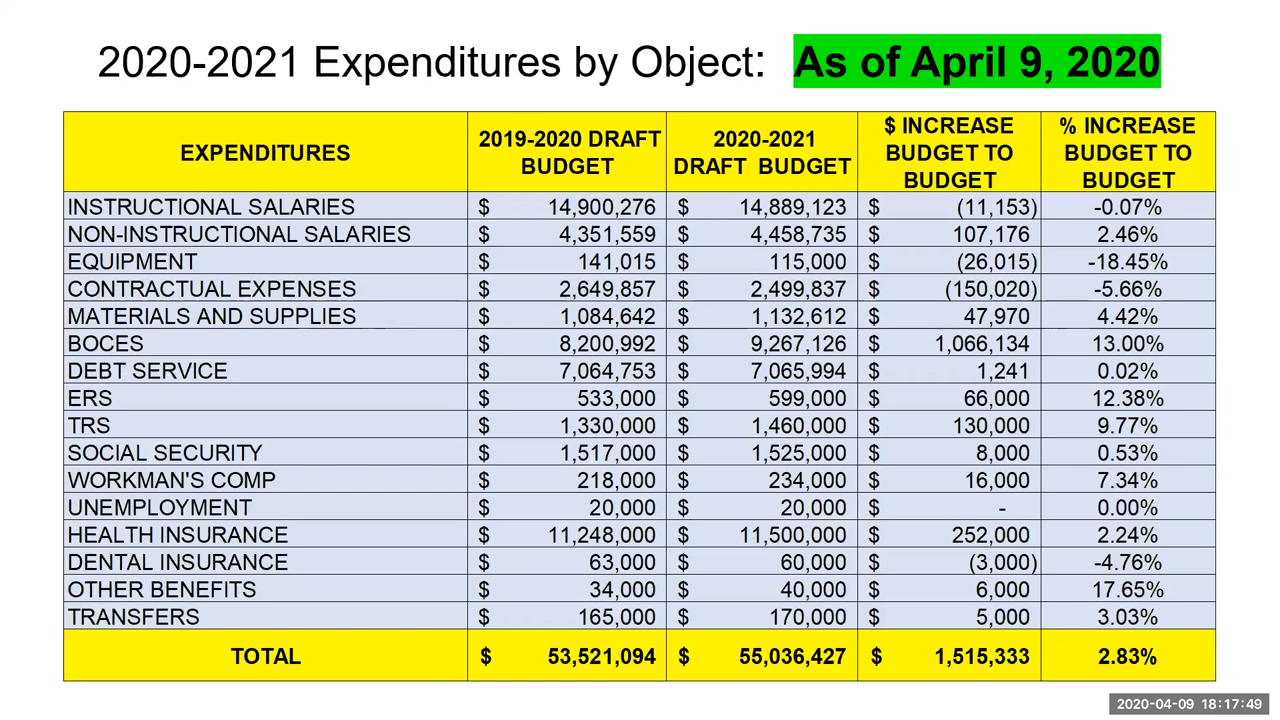 2020-2021 Expenditures by Object: As of April 9, 2020
EXPENDITURES 2019-2020 DRAFT BUDGET 2020-2021 DRAFT BUDGET $ INCREASE BUDGET TO BUDGET % INCREASE BUDGET TO BUDGET
INSTRUCTIONAL SALARIES $ 14,900,276 $ 14,889,123 $ (11,153) -0.07%
NON-INSTRUCTIONAL SALARIES $ 4,351,559 $ 4,458,735 $ 107,176 2.46%
EQUIPMENT $ 141,015 $ 115,000 $ (26,015) -18.45%
CONTRACTUAL EXPENSES $ 2,649,857 $ 2,499,837 $ (150,020) -5.66%
MATERIALS AND SUPPLIES $ 1,084,642 $ 1,132,612 $ 47,970 4.42%
BOCES $ 8,200,992 $ 9,267,126 $ 1,066,134 13.00%
DEBT SERVICE $ 7,064,753 $ 7,065,994 $ 1,241 0.02%
ERS $ 533,000 $ 599,000 $ 66,000 12.38%
TRS $ 1,330,000 $ 1,460,000 $ 130,000 9.77%
SOCIAL SECURITY $ 1,517,000 $ 1,525,000 $ 8,000 0.53%
WORKMAN'S COMP $ 218,000 $ 234,000 $ 16,000 7.34%
UNEMPLOYMENT $ 20,000 $ 20,000 $ - 0.00%
HEALTH INSURANCE $ 11,248,000 $ 11,500,000 $ 252,000 2.24%
DENTAL INSURANCE $ 63,000 $ 60,000 $ (3,000) -4.76%
OTHER BENEFITS $ 34,000 $ 40,000 $ 6,000 17.65%
TRANSFERS $ 165,000 $ 170,000 $ 5,000 3.03%
TOTAL $ 53,521,094 $ 55,036,427 $ 1,515,333 2.83%
2020-04-09 18:17:49